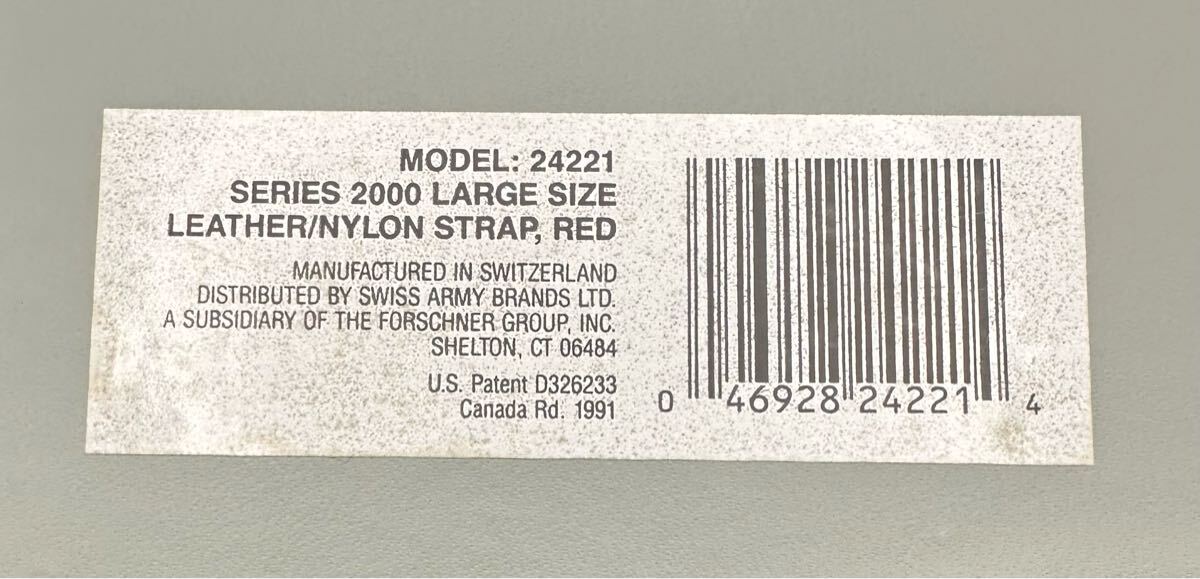 MODEL: 24221
SERIES 2000 LARGE SIZE
LEATHER/NYLON STRAP, RED
MANUFACTURED IN SWITZERLAND
DISTRIBUTED BY SWISS ARMY BRANDS LTD.
A SUBSIDIARY OF THE FORSCHNER GROUP, INC.
SHELTON, CT 06484
U.S. Patent D326233
Canada Rd. 1991
0 46928 24221 4